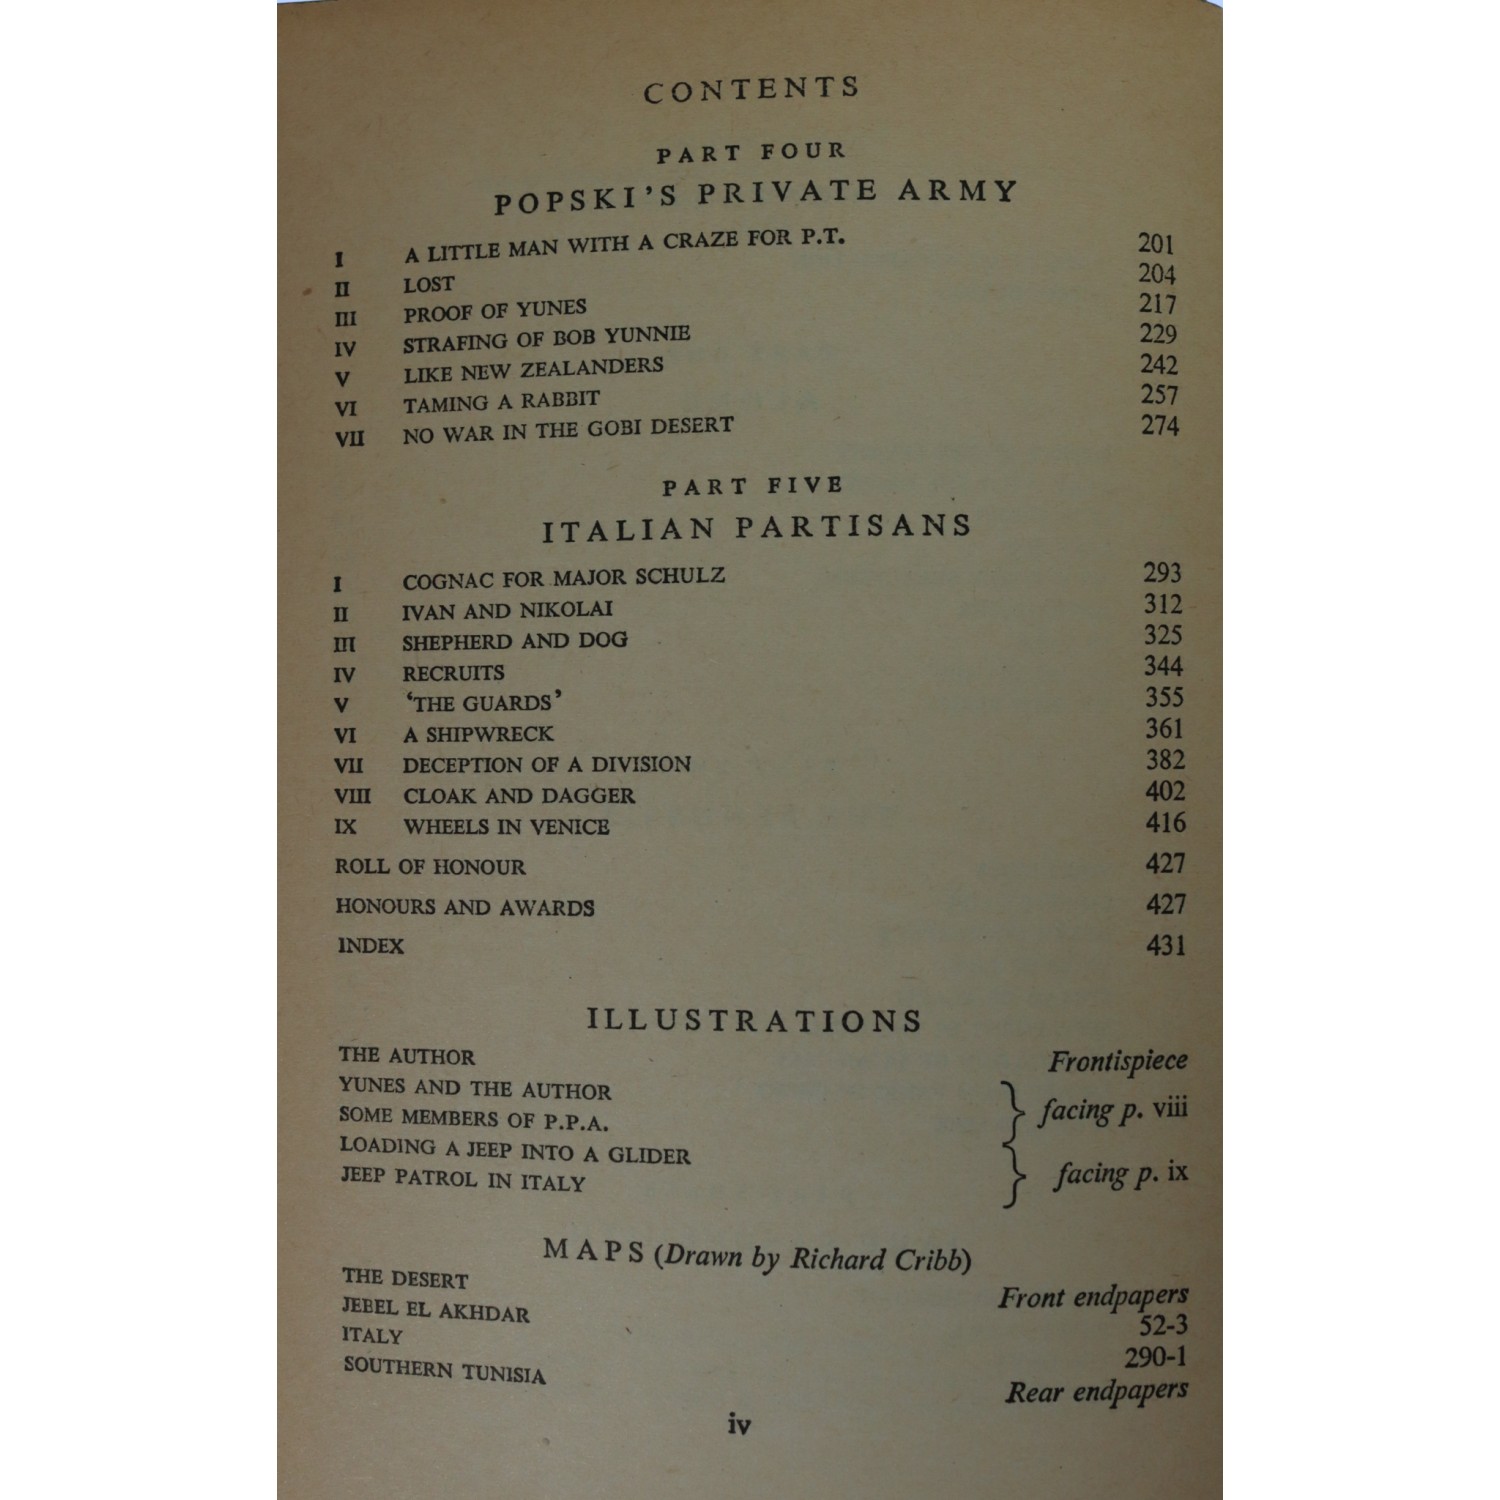 CONTENTS
PART FOUR
POPSKI'S PRIVATE ARMY
I A LITTLE MAN WITH A CRAZE FOR P.T. 201
II LOST 204
III PROOF OF YUNES 217
IV STRAFING OF BOB YUNNIE 229
V LIKE NEW ZEALANDERS 242
VI TAMING A RABBIT 257
VII NO WAR IN THE GOBI DESERT 274
PART FIVE
ITALIAN PARTISANS
I COGNAC FOR MAJOR SCHULZ 293
II IVAN AND NIKOLAI 312
III SHEPHERD AND DOG 325
IV RECRUITS 344
V 'THE GUARDS' 355
VI A SHIPWRECK 361
VII DECEPTION OF A DIVISION 382
VIII CLOAK AND DAGGER 402
IX WHEELS IN VENICE 416
ROLL OF HONOUR 427
HONOURS AND AWARDS 427
INDEX 431
ILLUSTRATIONS
THE AUTHOR Frontispiece
YUNES AND THE AUTHOR
SOME MEMBERS OF P.P.A. } facing p. viii
LOADING A JEEP INTO A GLIDER
JEEP PATROL IN ITALY } facing p. ix
MAPS (Drawn by Richard Cribb)
THE DESERT Front endpapers
JEBEL EL AKHDAR 52-3
ITALY 290-1
SOUTHERN TUNISIA Rear endpapers
iv